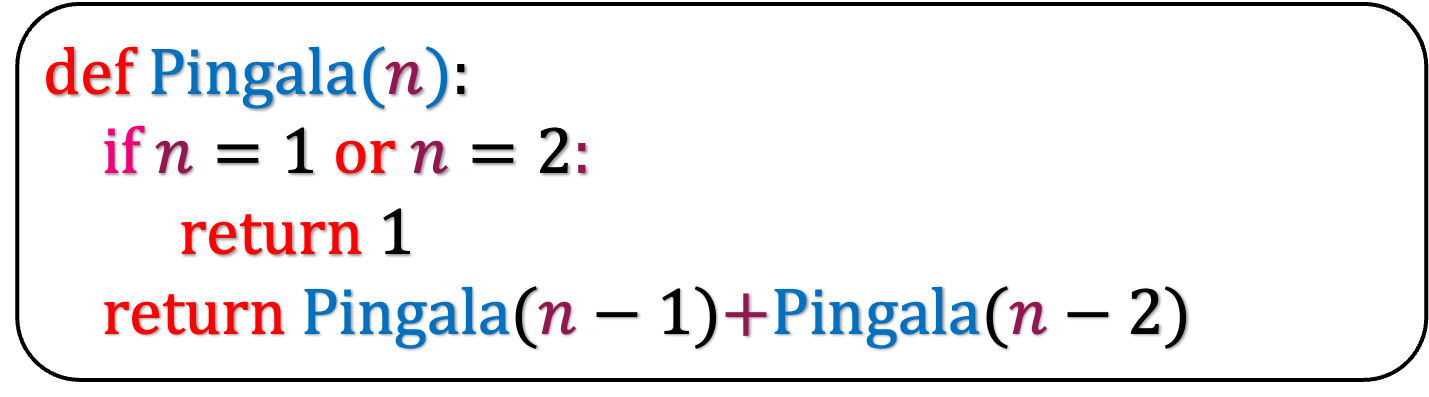 def Pingala(n):
if n = 1 or n = 2:
return 1
return Pingala(n − 1)+Pingala(n − 2)